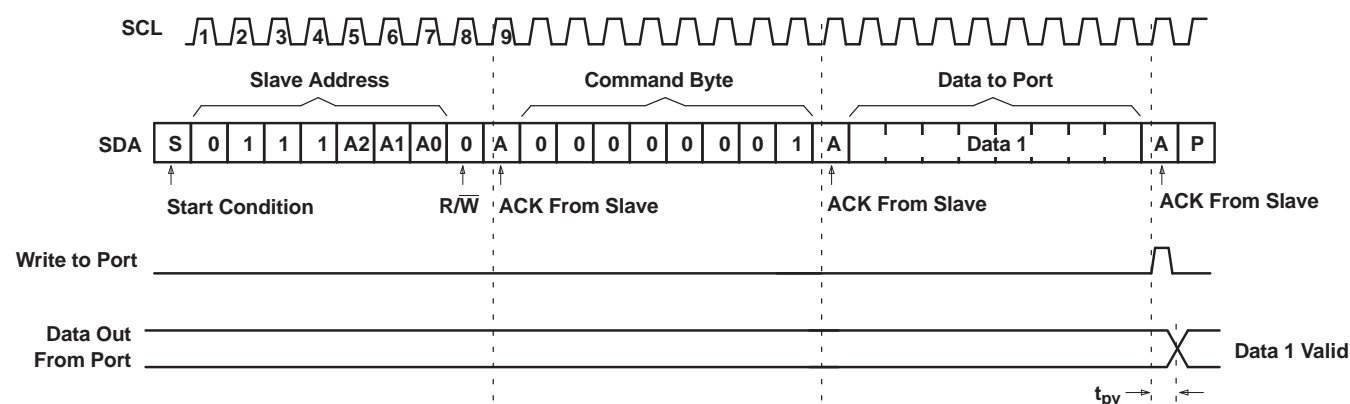 SCL 1 2 3 4 5 6 7 8 9
Slave Address Command Byte Data to Port
SDA S 0 1 1 1 A2 A1 A0 0 A 0 0 0 0 0 0 0 1 A Data 1 A P
Start Condition R/W̅ ACK From Slave ACK From Slave ACK From Slave
Write to Port
Data Out
From Port
Data 1 Valid
tpv